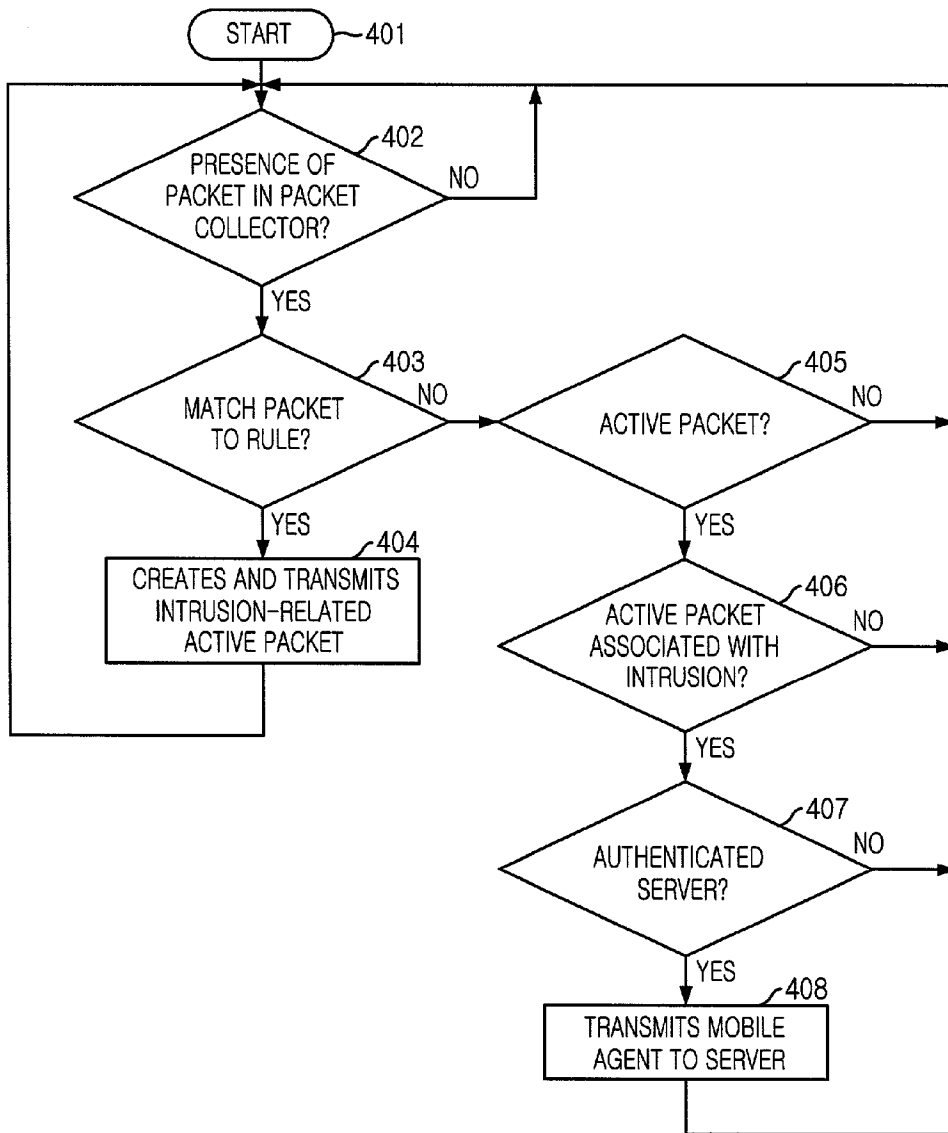 START
401
402
PRESENCE OF
PACKET IN PACKET
COLLECTOR?
NO
YES
403
MATCH PACKET
TO RULE?
NO
405
ACTIVE PACKET?
NO
YES
404
CREATES AND TRANSMITS
INTRUSION-RELATED
ACTIVE PACKET
YES
406
ACTIVE PACKET
ASSOCIATED WITH
INTRUSION?
NO
YES
407
AUTHENTICATED
SERVER?
NO
YES
408
TRANSMITS MOBILE
AGENT TO SERVER